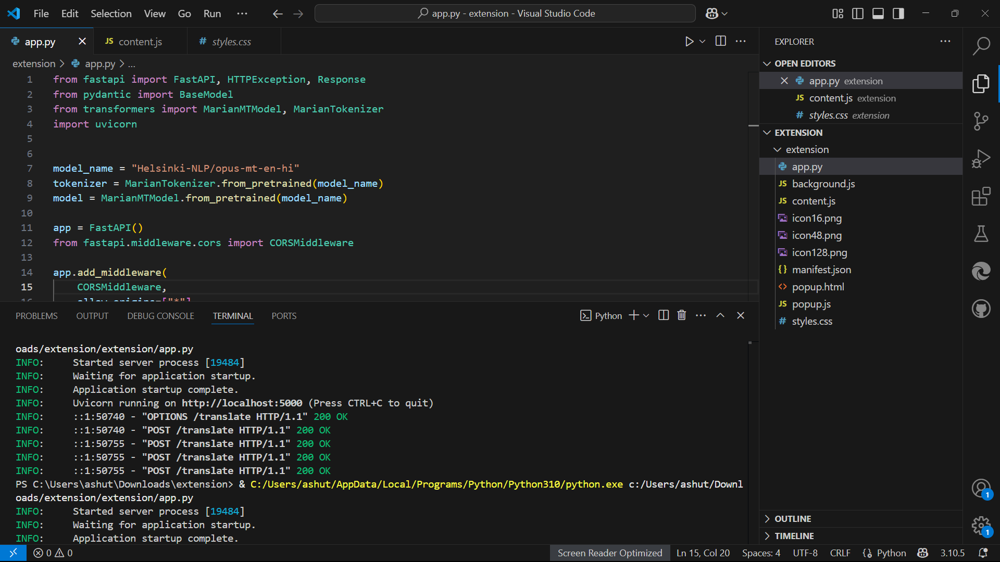 File Edit Selection View Go Run ···
app.py - extension - Visual Studio Code
app.py
JS content.js
# styles.css
extension > app.py > ...
1 from fastapi import FastAPI, HTTPException, Response
2 from pydantic import BaseModel
3 from transformers import MarianMTModel, MarianTokenizer
4 import uvicorn
5
6
7 model_name = "Helsinki-NLP/opus-mt-en-hi"
8 tokenizer = MarianTokenizer.from_pretrained(model_name)
9 model = MarianMTModel.from_pretrained(model_name)
10
11 app = FastAPI()
12 from fastapi.middleware.cors import CORSMiddleware
13
14 app.add_middleware(
15 CORSMiddleware,
16 allow_origins=["*"]
PROBLEMS OUTPUT DEBUG CONSOLE TERMINAL PORTS
Python
oads/extension/extension/app.py
INFO: Started server process [19484]
INFO: Waiting for application startup.
INFO: Application startup complete.
INFO: Uvicorn running on http://localhost:5000 (Press CTRL+C to quit)
INFO: ::1:50740 - "OPTIONS /translate HTTP/1.1" 200 OK
INFO: ::1:50740 - "POST /translate HTTP/1.1" 200 OK
INFO: ::1:50755 - "POST /translate HTTP/1.1" 200 OK
INFO: ::1:50755 - "POST /translate HTTP/1.1" 200 OK
INFO: ::1:50755 - "POST /translate HTTP/1.1" 200 OK
PS C:\Users\ashut\Downloads\extension> & C:/Users/ashut/AppData/Local/Programs/Python/Python310/python.exe c:/Users/ashut/Downl
oads/extension/extension/app.py
INFO: Started server process [19484]
INFO: Waiting for application startup.
INFO: Application startup complete.
EXPLORER
OPEN EDITORS
app.py extension
JS content.js extension
# styles.css extension
EXTENSION
extension
app.py
JS background.js
JS content.js
icon16.png
icon48.png
icon128.png
{} manifest.json
<> popup.html
JS popup.js
# styles.css
OUTLINE
TIMELINE
1
1
0 0
Screen Reader Optimized
Ln 15, Col 20
Spaces: 4
UTF-8
CRLF
Python
3.10.5